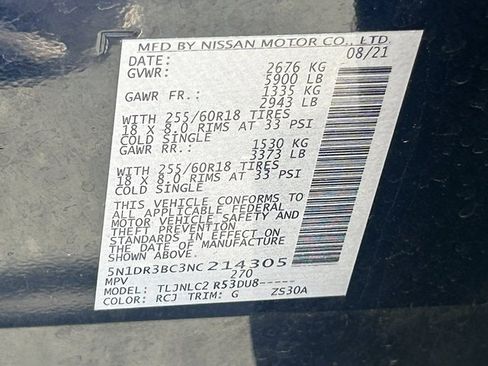 MFD BY NISSAN MOTOR CO., LTD.
DATE: 08/21
GVWR: 2676 KG
5900 LB
GAWR FR.: 1335 KG
2943 LB
WITH 255/60R18 TIRES
18 X 8.0 RIMS AT 33 PSI
COLD SINGLE
GAWR RR.: 1530 KG
3373 LB
WITH 255/60R18 TIRES
18 X 8.0 RIMS AT 33 PSI
COLD SINGLE
THIS VEHICLE CONFORMS TO
ALL APPLICABLE FEDERAL
MOTOR VEHICLE SAFETY AND
THEFT PREVENTION
STANDARDS IN EFFECT ON
THE DATE OF MANUFACTURE
SHOWN ABOVE.
5N1DR3BC3NC214305
MPV 270
MODEL: TLJNLC2 R53DU8-----
COLOR: RCJ TRIM: G ZS30A